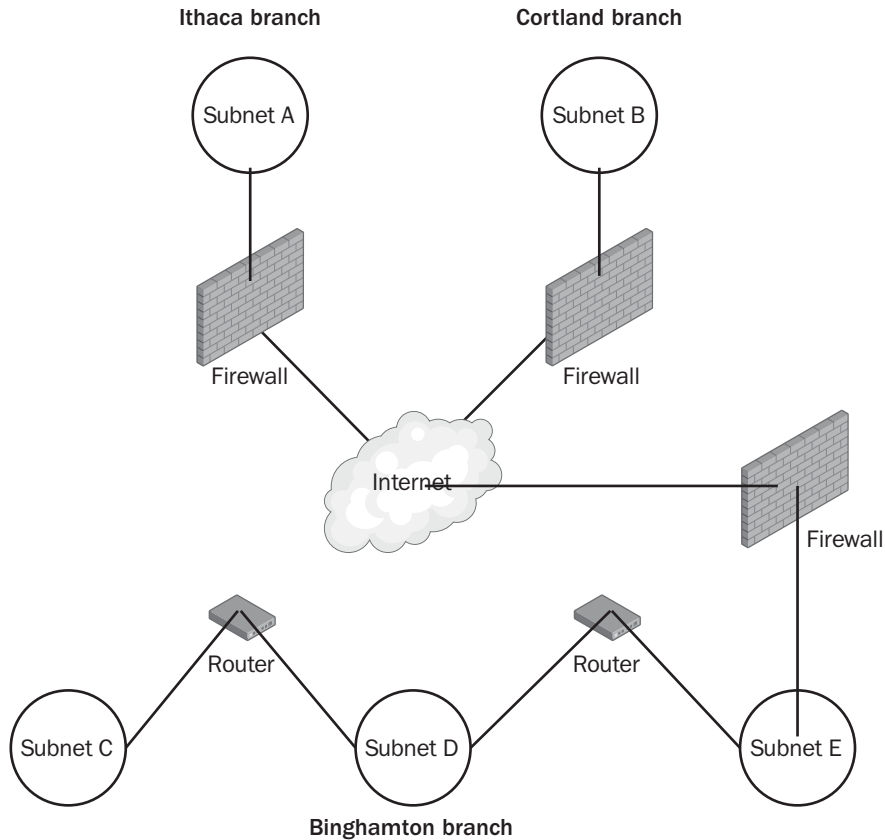 Ithaca branch
Cortland branch
Subnet A
Subnet B
Firewall
Firewall
Internet
Firewall
Router
Router
Subnet C
Subnet D
Subnet E
Binghamton branch